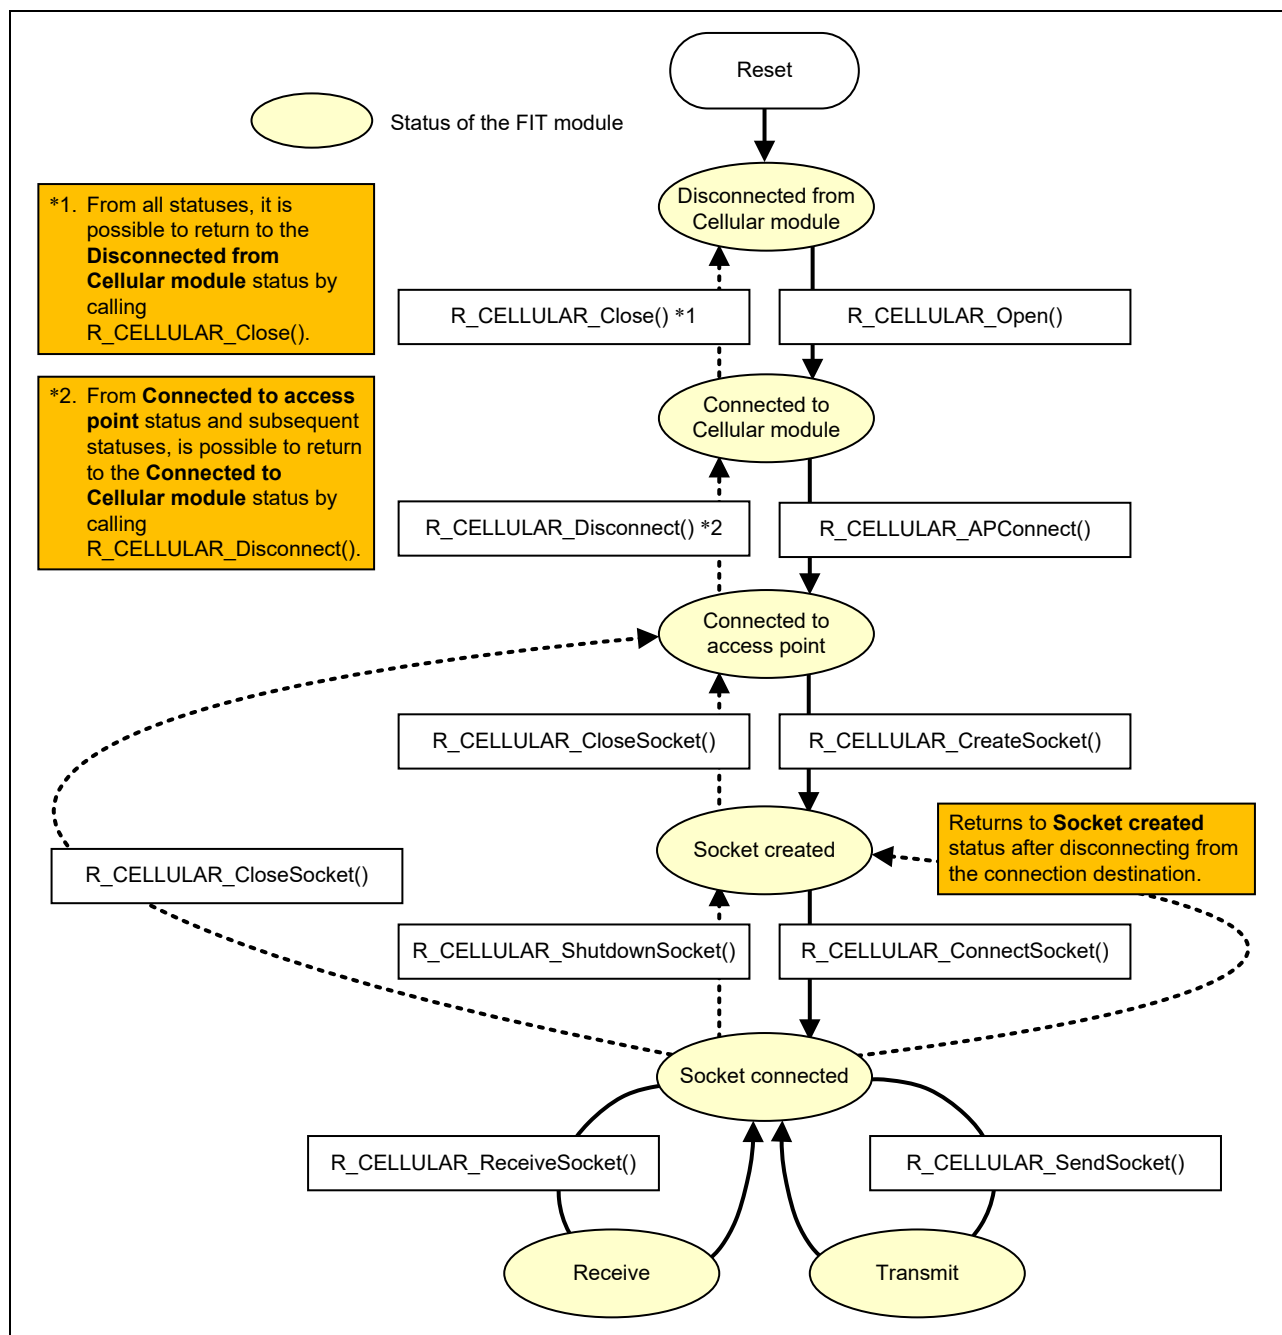 Reset
Status of the FIT module
Disconnected from
Cellular module
*1. From all statuses, it is
possible to return to the
Disconnected from
Cellular module status by
calling
R_CELLULAR_Close().
R_CELLULAR_Close() *1
R_CELLULAR_Open()
*2. From Connected to access
point status and subsequent
statuses, is possible to return
to the Connected to
Cellular module status by
calling
R_CELLULAR_Disconnect().
Connected to
Cellular module
R_CELLULAR_Disconnect() *2
R_CELLULAR_APConnect()
Connected to
access point
R_CELLULAR_CloseSocket()
R_CELLULAR_CreateSocket()
Socket created
Returns to Socket created
status after disconnecting from
the connection destination.
R_CELLULAR_CloseSocket()
R_CELLULAR_ShutdownSocket()
R_CELLULAR_ConnectSocket()
Socket connected
R_CELLULAR_ReceiveSocket()
R_CELLULAR_SendSocket()
Receive
Transmit